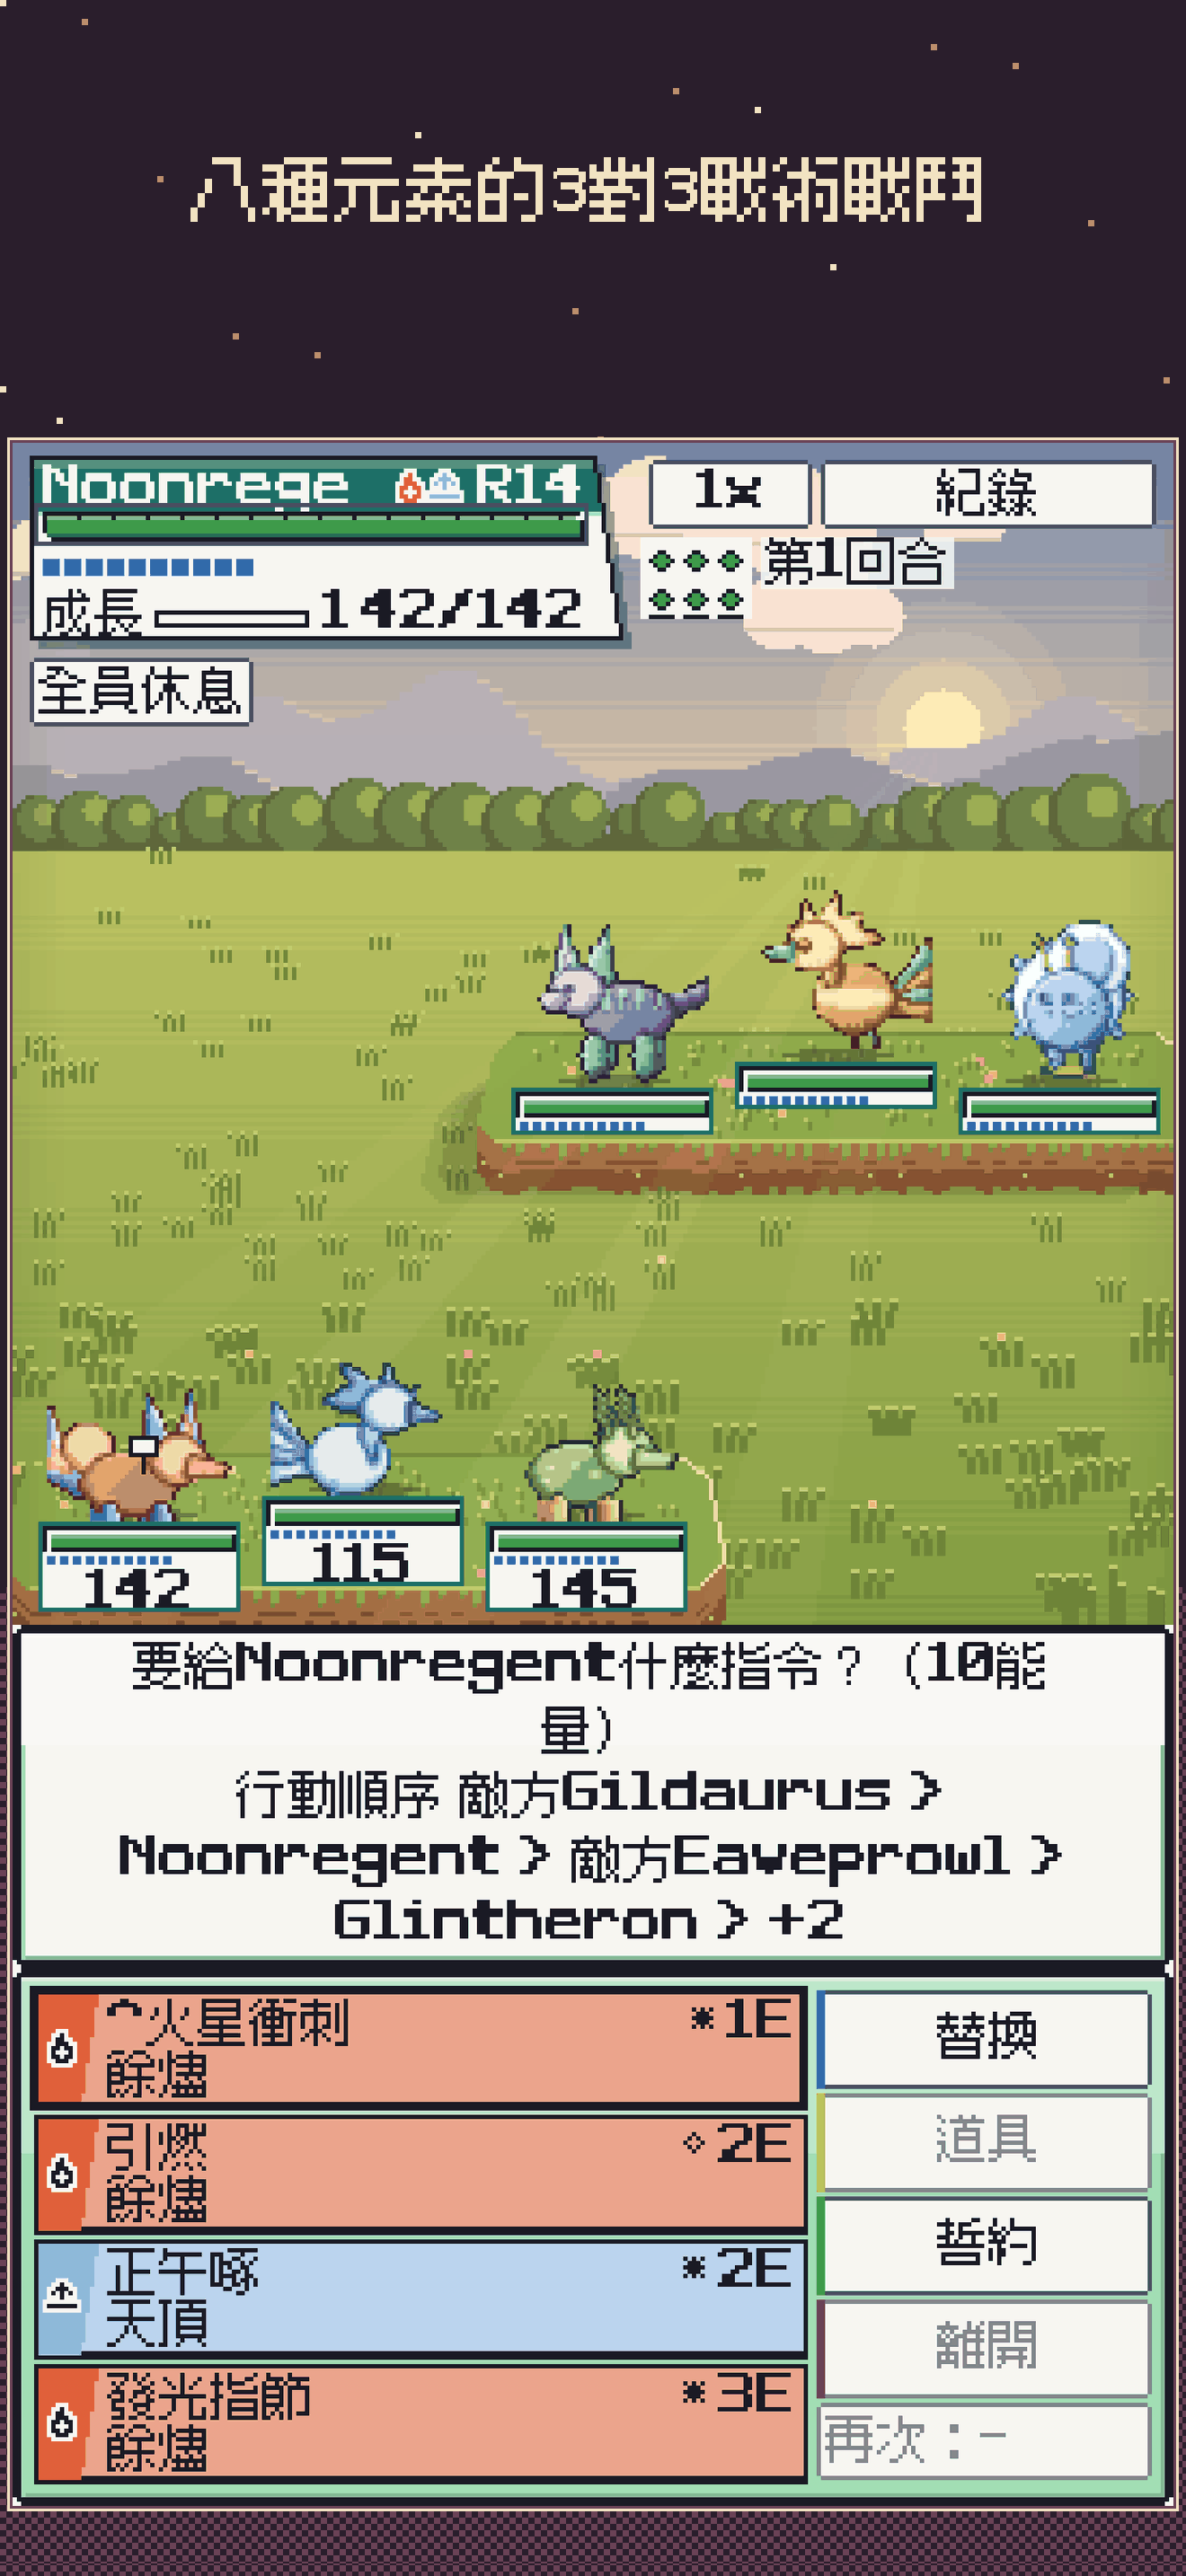 八種元素的3對3戰術戰鬥
Noonrege R14
1x
紀錄
第1回合
成長 142/142
全員休息
142
115
145
要給Noonregent什麼指令？（10能
量）
行動順序 敵方Gildaurus >
Noonregent > 敵方Eaveprowl >
Glintheron > +2
火星衝刺 1E
餘燼
引燃 2E
餘燼
正午啄 2E
天頂
發光指節 3E
餘燼
替換
道具
誓約
離開
再次：-